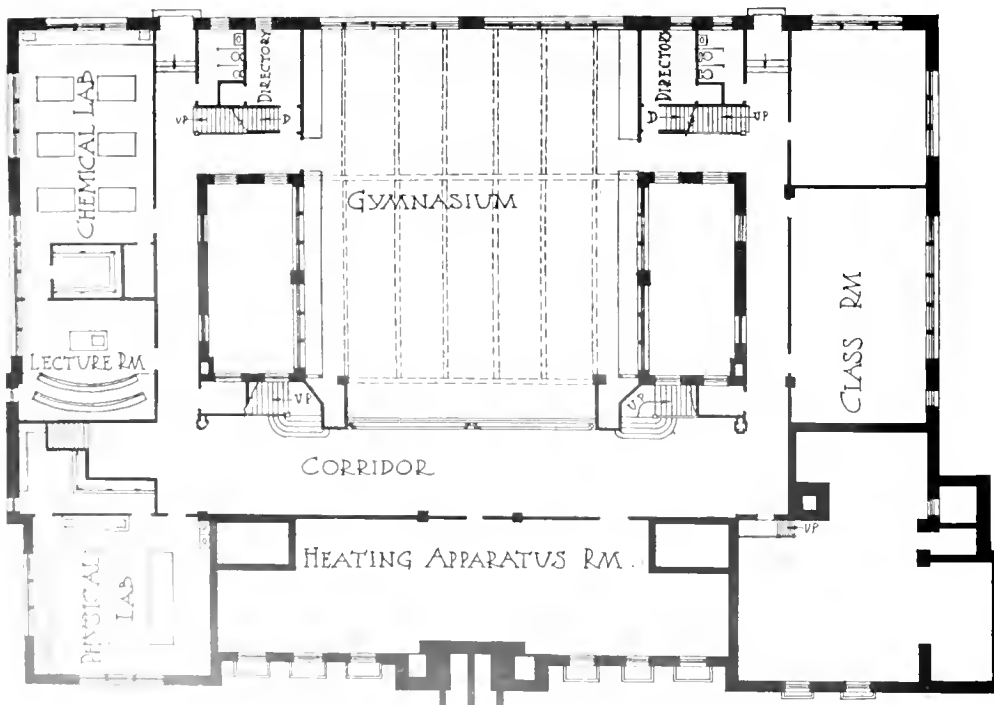 CHEMICAL LAB
DIRECTORY
DIRECTORY
UP
D
D
UP
GYMNASIUM
LECTURE RM
CLASS RM
UP
UP
CORRIDOR
UP
HEATING APPARATUS RM.
PHYSICAL
LAB